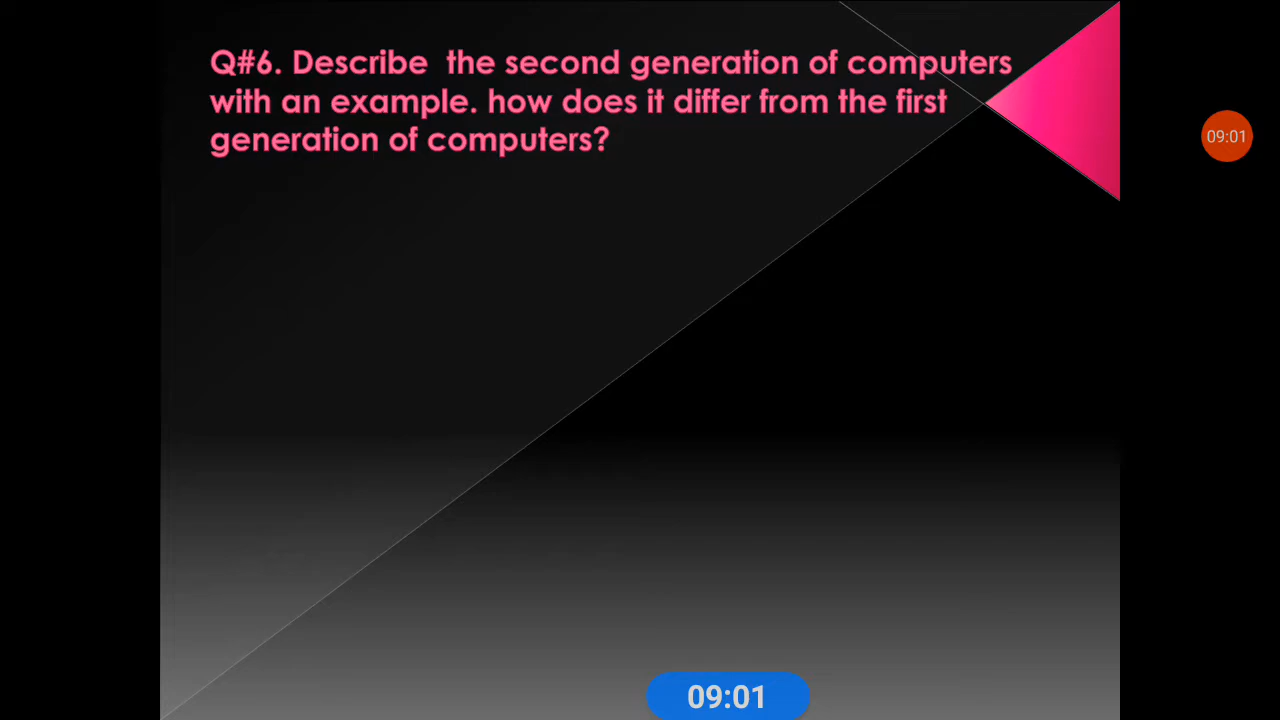 Q#6. Describe  the second generation of computers
with an example. how does it differ from the first
generation of computers?
09:01
09:01